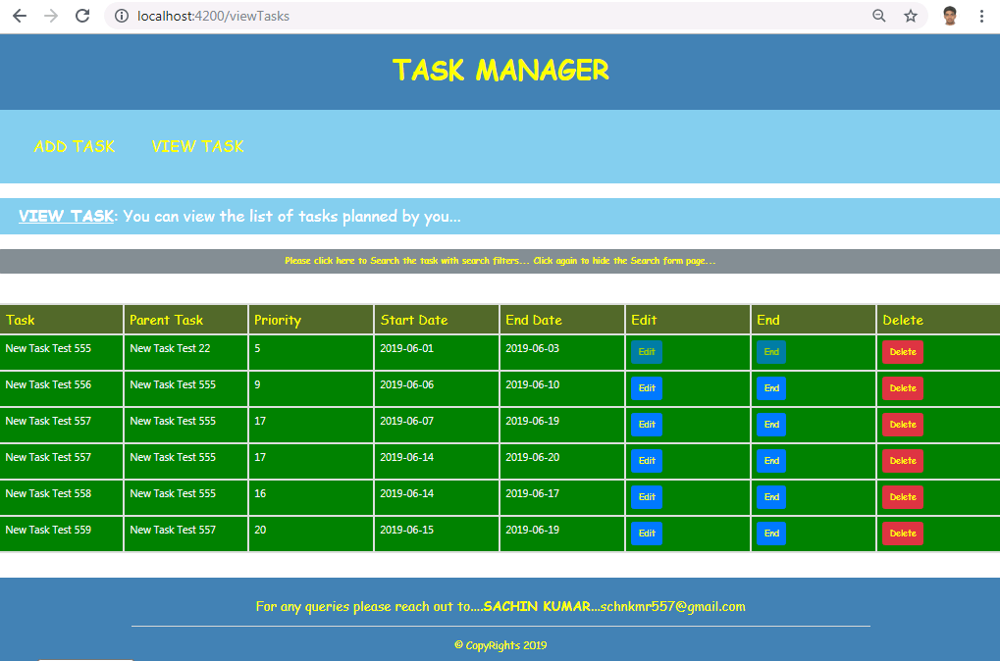 localhost:4200/viewTasks
TASK MANAGER
ADD TASK VIEW TASK
VIEW TASK: You can view the list of tasks planned by you...
Please click here to Search the task with search filters... Click again to hide the Search form page...
Task Parent Task Priority Start Date End Date Edit End Delete
New Task Test 555 New Task Test 22 5 2019-06-01 2019-06-03 Edit End Delete
New Task Test 556 New Task Test 555 9 2019-06-06 2019-06-10 Edit End Delete
New Task Test 557 New Task Test 555 17 2019-06-07 2019-06-19 Edit End Delete
New Task Test 557 New Task Test 555 17 2019-06-14 2019-06-20 Edit End Delete
New Task Test 558 New Task Test 555 16 2019-06-14 2019-06-17 Edit End Delete
New Task Test 559 New Task Test 557 20 2019-06-15 2019-06-19 Edit End Delete
For any queries please reach out to....SACHIN KUMAR...schnkmr557@gmail.com
© CopyRights 2019